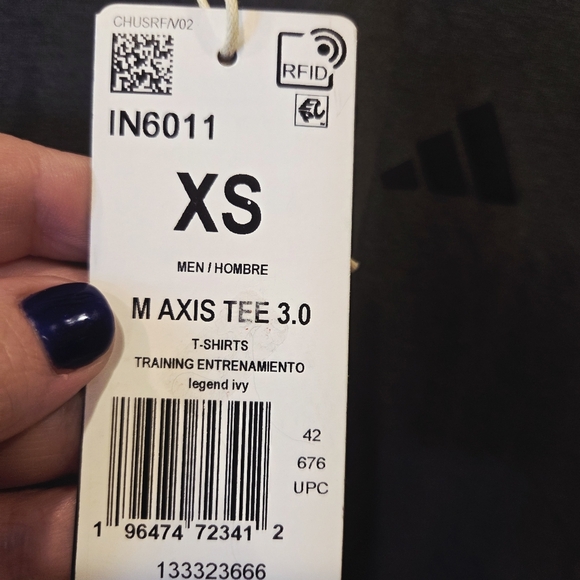 CHUSRF/V02
RFID
IN6011
XS
MEN / HOMBRE
M AXIS TEE 3.0
T-SHIRTS
TRAINING ENTRENAMIENTO
legend ivy
42
676
UPC
1 96474 72341 2
133323666